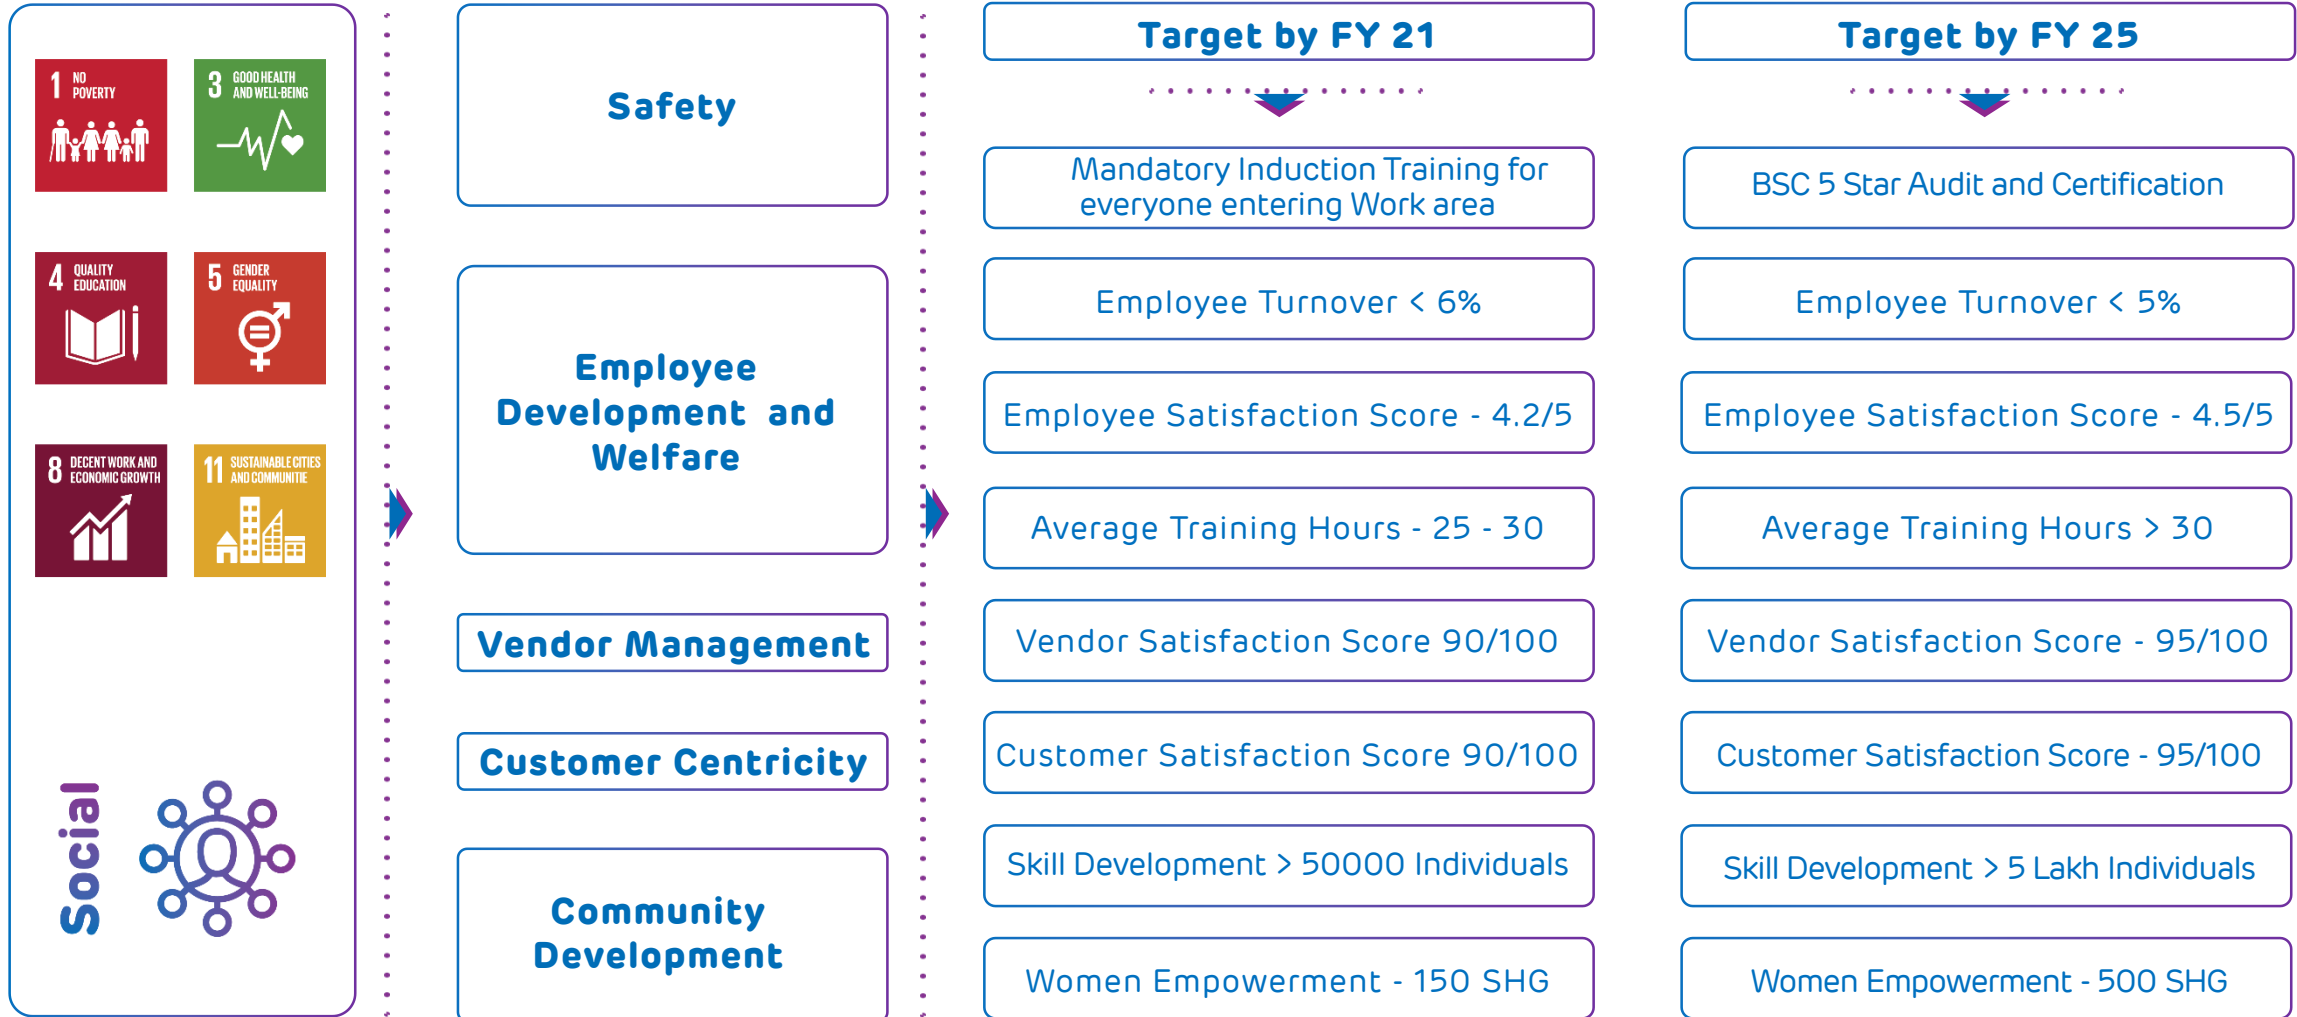 1 NO
POVERTY
3 GOOD HEALTH
AND WELL-BEING
4 QUALITY
EDUCATION
5 GENDER
EQUALITY
8 DECENT WORK AND
ECONOMIC GROWTH
11 SUSTAINABLE CITIES
AND COMMUNITIE
Social
Safety
Employee
Development and
Welfare
Vendor Management
Customer Centricity
Community
Development
Target by FY 21
Mandatory Induction Training for
everyone entering Work area
Employee Turnover < 6%
Employee Satisfaction Score - 4.2/5
Average Training Hours - 25 - 30
Vendor Satisfaction Score 90/100
Customer Satisfaction Score 90/100
Skill Development > 50000 Individuals
Women Empowerment - 150 SHG
Target by FY 25
BSC 5 Star Audit and Certification
Employee Turnover < 5%
Employee Satisfaction Score - 4.5/5
Average Training Hours > 30
Vendor Satisfaction Score - 95/100
Customer Satisfaction Score - 95/100
Skill Development > 5 Lakh Individuals
Women Empowerment - 500 SHG